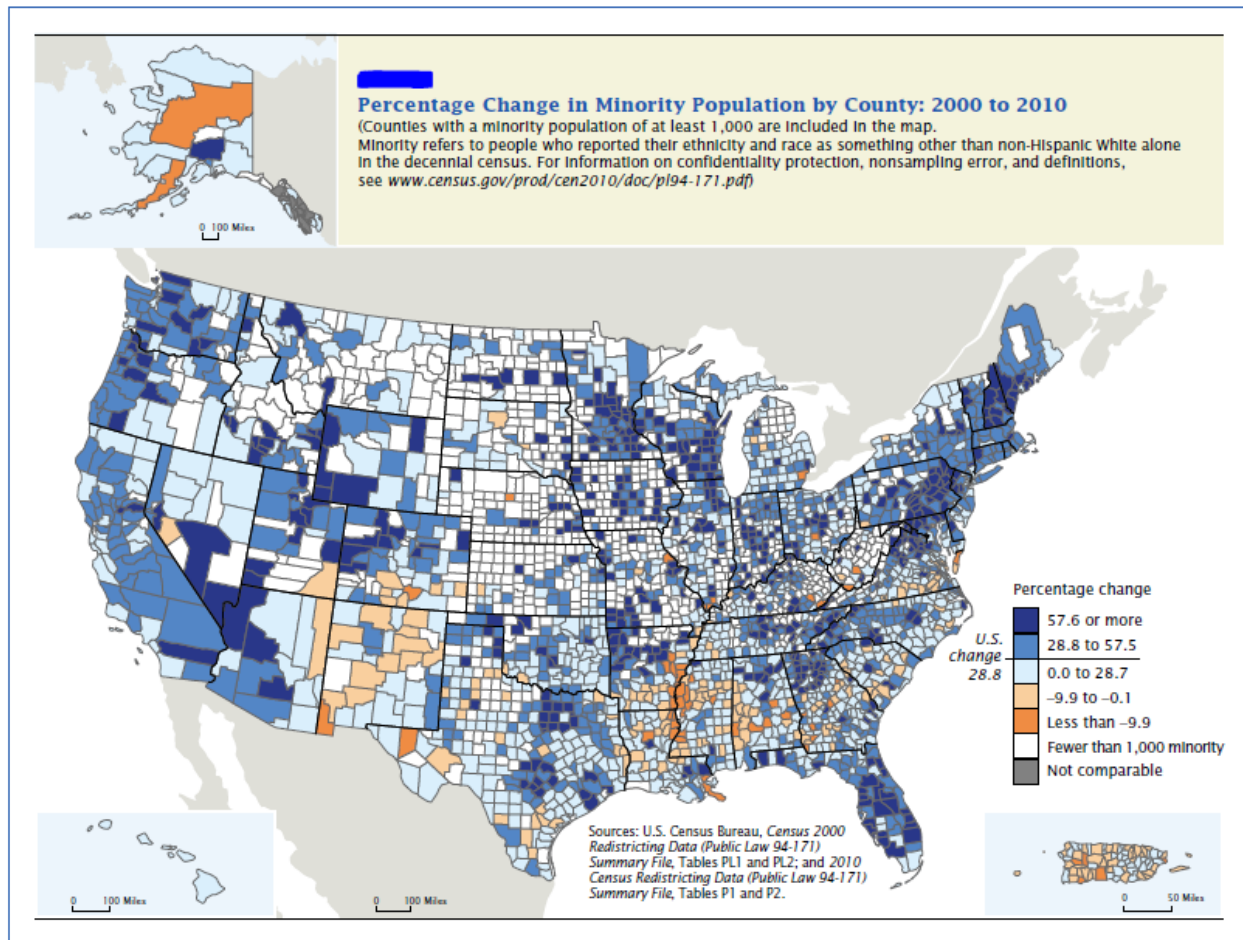 Percentage Change in Minority Population by County: 2000 to 2010
(Counties with a minority population of at least 1,000 are included in the map.
Minority refers to people who reported their ethnicity and race as something other than non-Hispanic White alone
in the decennial census. For information on confidentiality protection, nonsampling error, and definitions,
see www.census.gov/prod/cen2010/doc/pl94-171.pdf)
0 100 Miles
Percentage change
57.6 or more
28.8 to 57.5
U.S.
change
28.8
0.0 to 28.7
–9.9 to –0.1
Less than –9.9
Fewer than 1,000 minority
Not comparable
Sources: U.S. Census Bureau, Census 2000
Redistricting Data (Public Law 94-171)
Summary File, Tables PL1 and PL2; and 2010
Census Redistricting Data (Public Law 94-171)
Summary File, Tables P1 and P2.
0 100 Miles
0 100 Miles
0 50 Miles